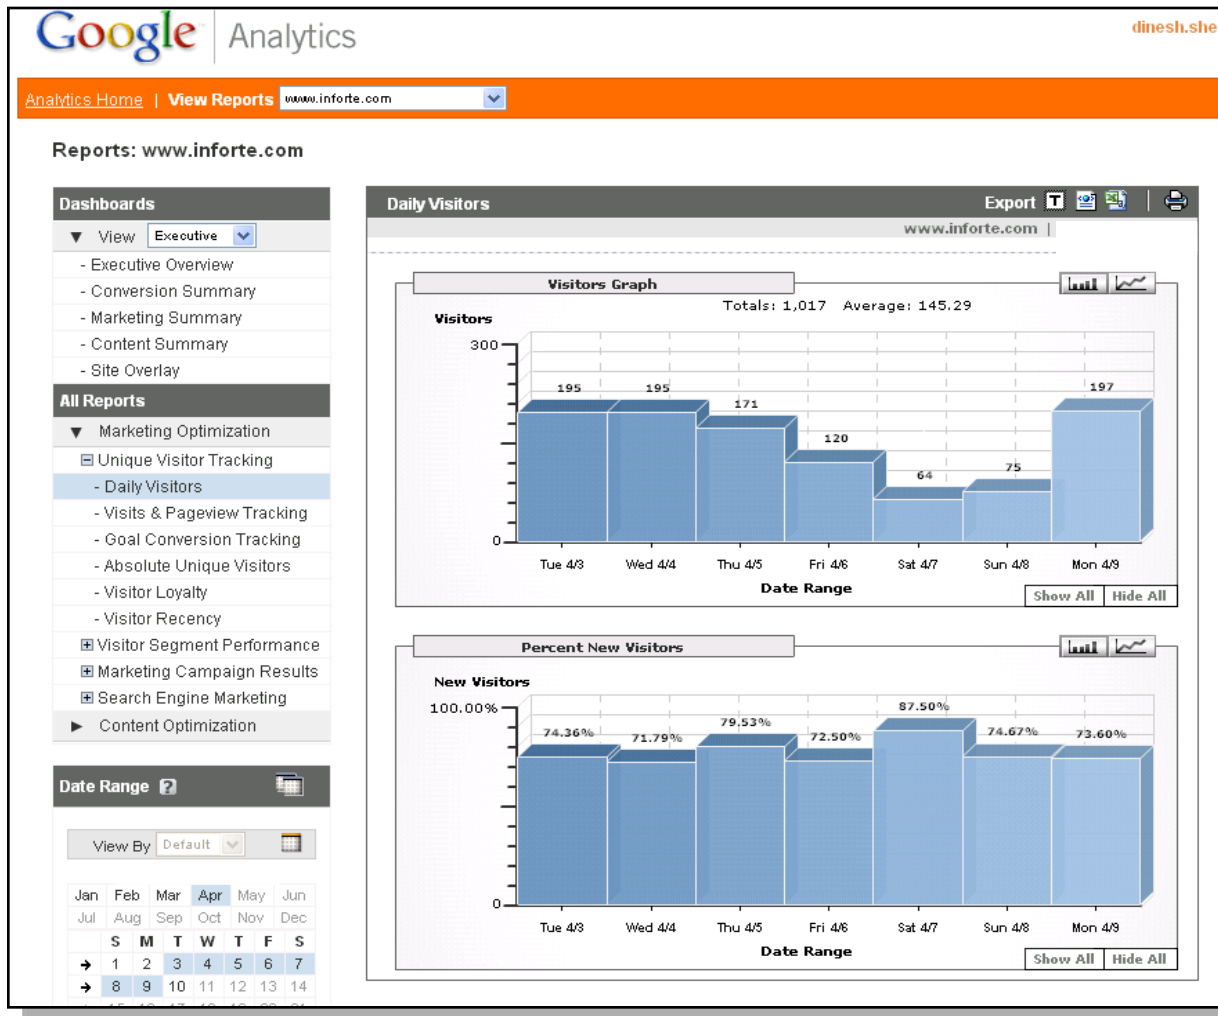 Google Analytics
dinesh.she
Analytics Home | View Reports www.inforte.com
Reports: www.inforte.com
Dashboards
▼ View Executive
- Executive Overview
- Conversion Summary
- Marketing Summary
- Content Summary
- Site Overlay
All Reports
▼ Marketing Optimization
Unique Visitor Tracking
- Daily Visitors
- Visits & Pageview Tracking
- Goal Conversion Tracking
- Absolute Unique Visitors
- Visitor Loyalty
- Visitor Recency
Visitor Segment Performance
Marketing Campaign Results
Search Engine Marketing
► Content Optimization
Date Range ?
View By Default
Jan Feb Mar Apr May Jun
Jul Aug Sep Oct Nov Dec
S M T W T F S
→ 1 2 3 4 5 6 7
→ 8 9 10 11 12 13 14
Daily Visitors Export T
www.inforte.com |
Visitors Graph
Totals: 1,017 Average: 145.29
Visitors
300
195 195 171 120 64 75 197
0
Tue 4/3 Wed 4/4 Thu 4/5 Fri 4/6 Sat 4/7 Sun 4/8 Mon 4/9
Date Range
Show All Hide All
Percent New Visitors
New Visitors
100.00%
74.36% 71.79% 79.53% 72.50% 87.50% 74.67% 73.60%
0
Tue 4/3 Wed 4/4 Thu 4/5 Fri 4/6 Sat 4/7 Sun 4/8 Mon 4/9
Date Range
Show All Hide All